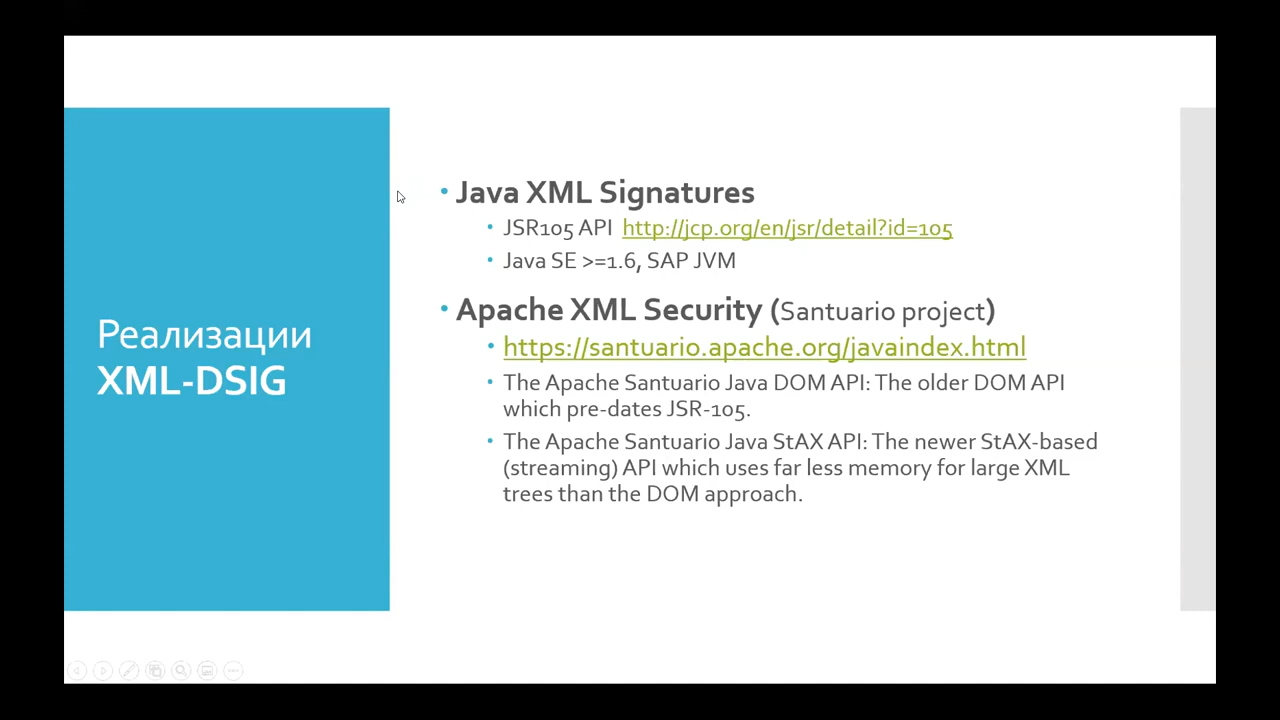 Реализации
XML-DSIG
• Java XML Signatures
• JSR105 API http://jcp.org/en/jsr/detail?id=105
• Java SE >=1.6, SAP JVM
• Apache XML Security (Santuario project)
• https://santuario.apache.org/javaindex.html
• The Apache Santuario Java DOM API: The older DOM API
which pre-dates JSR-105.
• The Apache Santuario Java StAX API: The newer StAX-based
(streaming) API which uses far less memory for large XML
trees than the DOM approach.